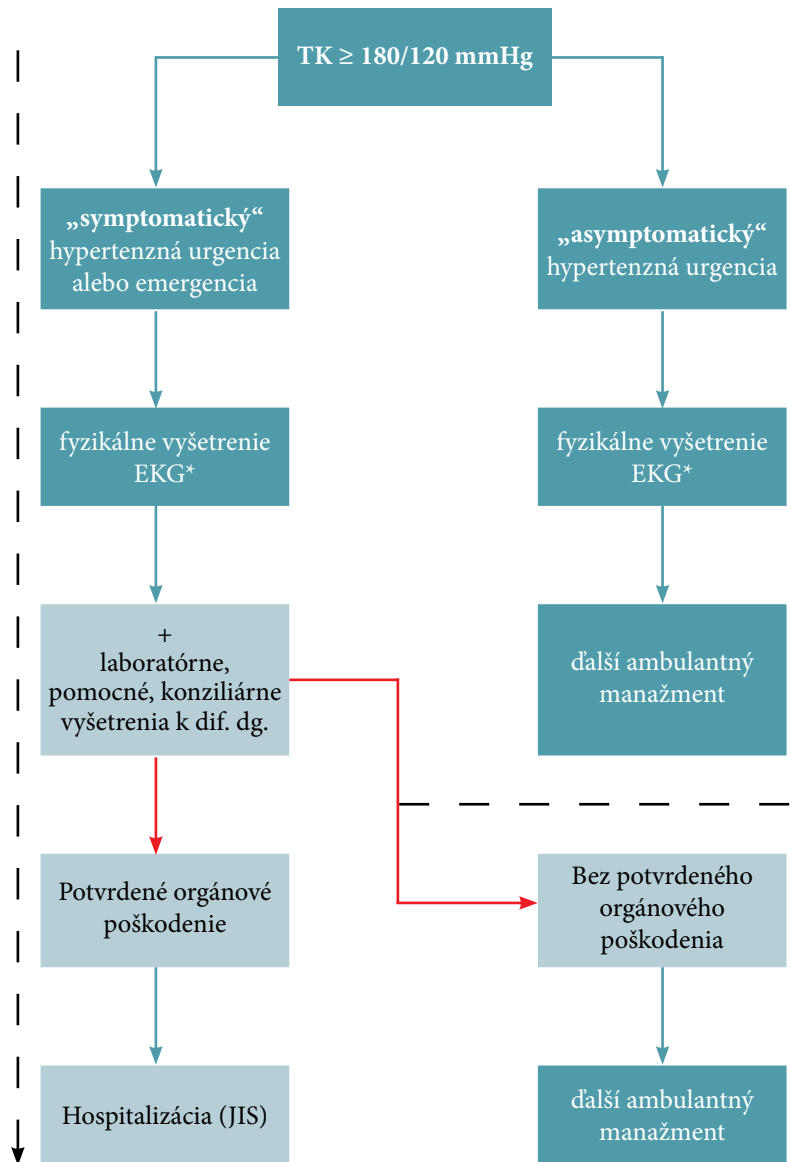 TK ≥ 180/120 mmHg
„symptomatický“
hypertenzná urgencia
alebo emergencia
„asymptomatický“
hypertenzná urgencia
fyzikálne vyšetrenie
EKG*
fyzikálne vyšetrenie
EKG*
+
laboratórne,
pomocné, konziliárne
vyšetrenia k dif. dg.
ďalší ambulantný
manažment
Potvrdené orgánové
poškodenie
Bez potvrdeného
orgánového
poškodenia
Hospitalizácia (JIS)
ďalší ambulantný
manažment